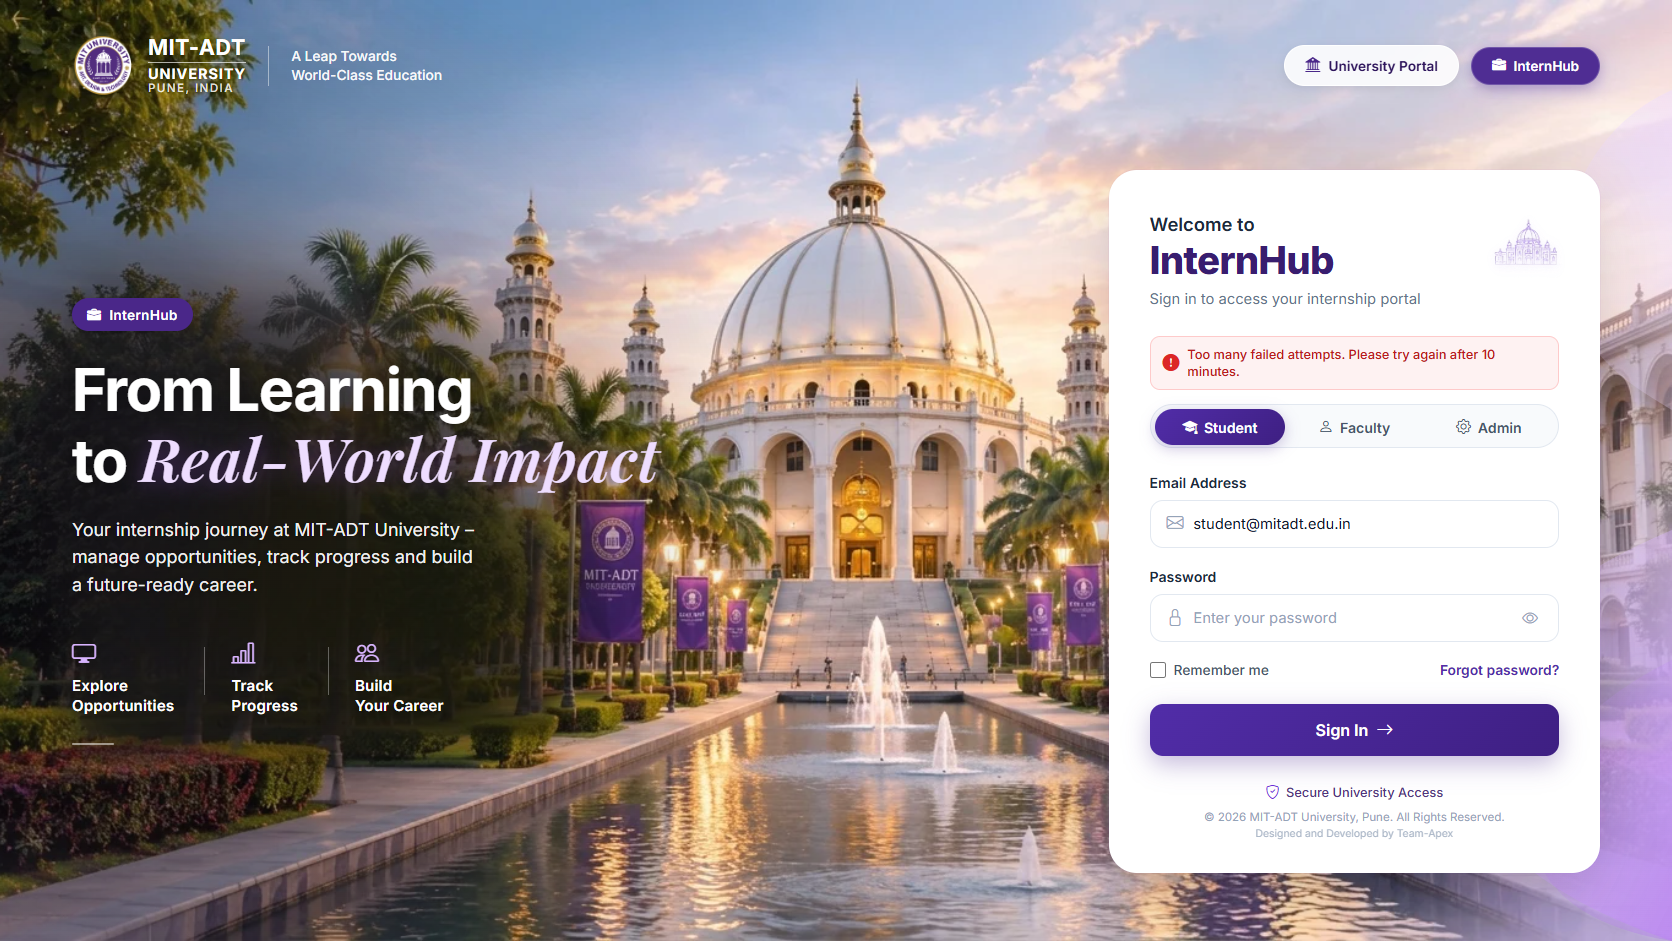 MIT-ADT
UNIVERSITY
PUNE, INDIA
A Leap Towards
World-Class Education
University Portal
InternHub
InternHub
From Learning
to Real-World Impact
Your internship journey at MIT-ADT University –
manage opportunities, track progress and build
a future-ready career.
Explore
Opportunities
Track
Progress
Build
Your Career
MIT-ADT
Welcome to
InternHub
Sign in to access your internship portal
Too many failed attempts. Please try again after 10
minutes.
Student
Faculty
Admin
Email Address
student@mitadt.edu.in
Password
Enter your password
Remember me
Forgot password?
Sign In
Secure University Access
© 2026 MIT-ADT University, Pune. All Rights Reserved.
Designed and Developed by Team-Apex